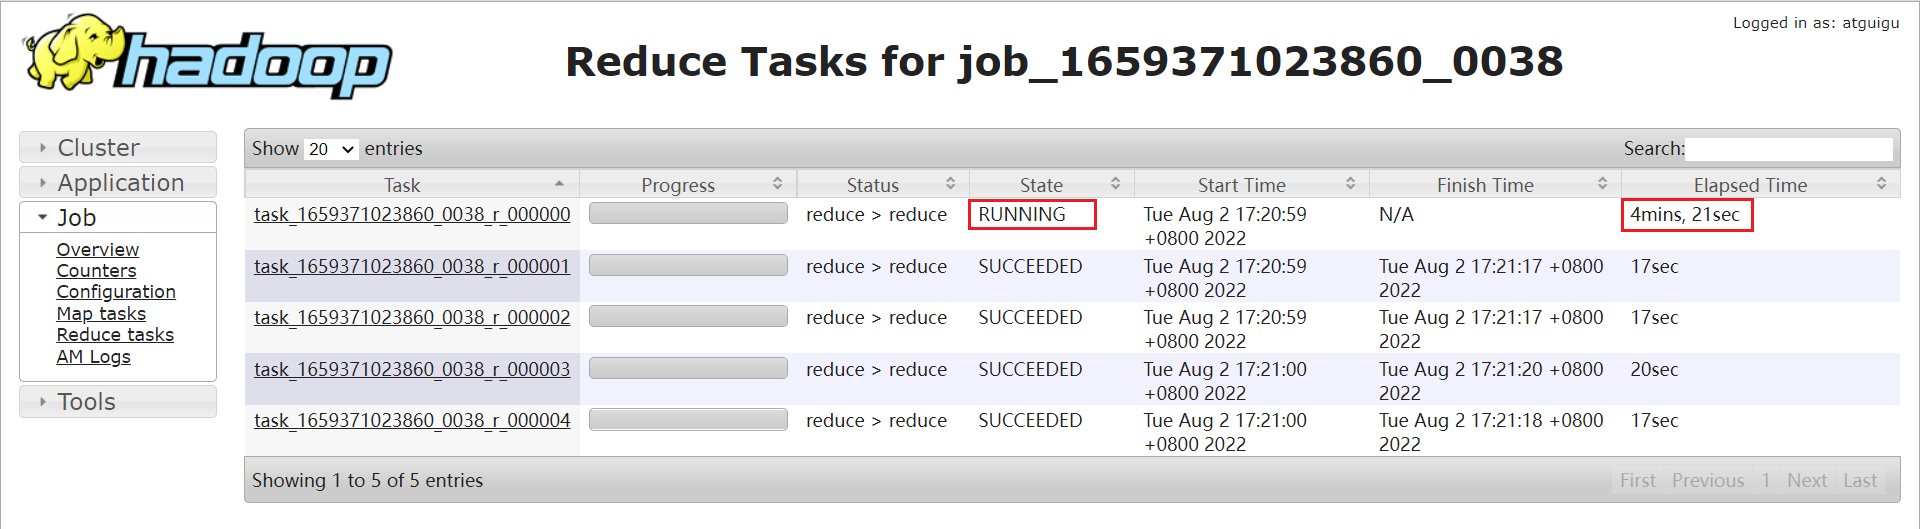 Logged in as: atguigu
hadoop
Reduce Tasks for job_1659371023860_0038
Cluster
Application
Job
Overview
Counters
Configuration
Map tasks
Reduce tasks
AM Logs
Tools
Show 20 entries Search:
Task Progress Status State Start Time Finish Time Elapsed Time
task_1659371023860_0038_r_000000 reduce > reduce RUNNING Tue Aug 2 17:20:59 N/A 4mins, 21sec
+0800 2022
task_1659371023860_0038_r_000001 reduce > reduce SUCCEEDED Tue Aug 2 17:20:59 Tue Aug 2 17:21:17 +0800 17sec
+0800 2022 2022
task_1659371023860_0038_r_000002 reduce > reduce SUCCEEDED Tue Aug 2 17:20:59 Tue Aug 2 17:21:17 +0800 17sec
+0800 2022 2022
task_1659371023860_0038_r_000003 reduce > reduce SUCCEEDED Tue Aug 2 17:21:00 Tue Aug 2 17:21:20 +0800 20sec
+0800 2022 2022
task_1659371023860_0038_r_000004 reduce > reduce SUCCEEDED Tue Aug 2 17:21:00 Tue Aug 2 17:21:18 +0800 17sec
+0800 2022 2022
Showing 1 to 5 of 5 entries First Previous 1 Next Last